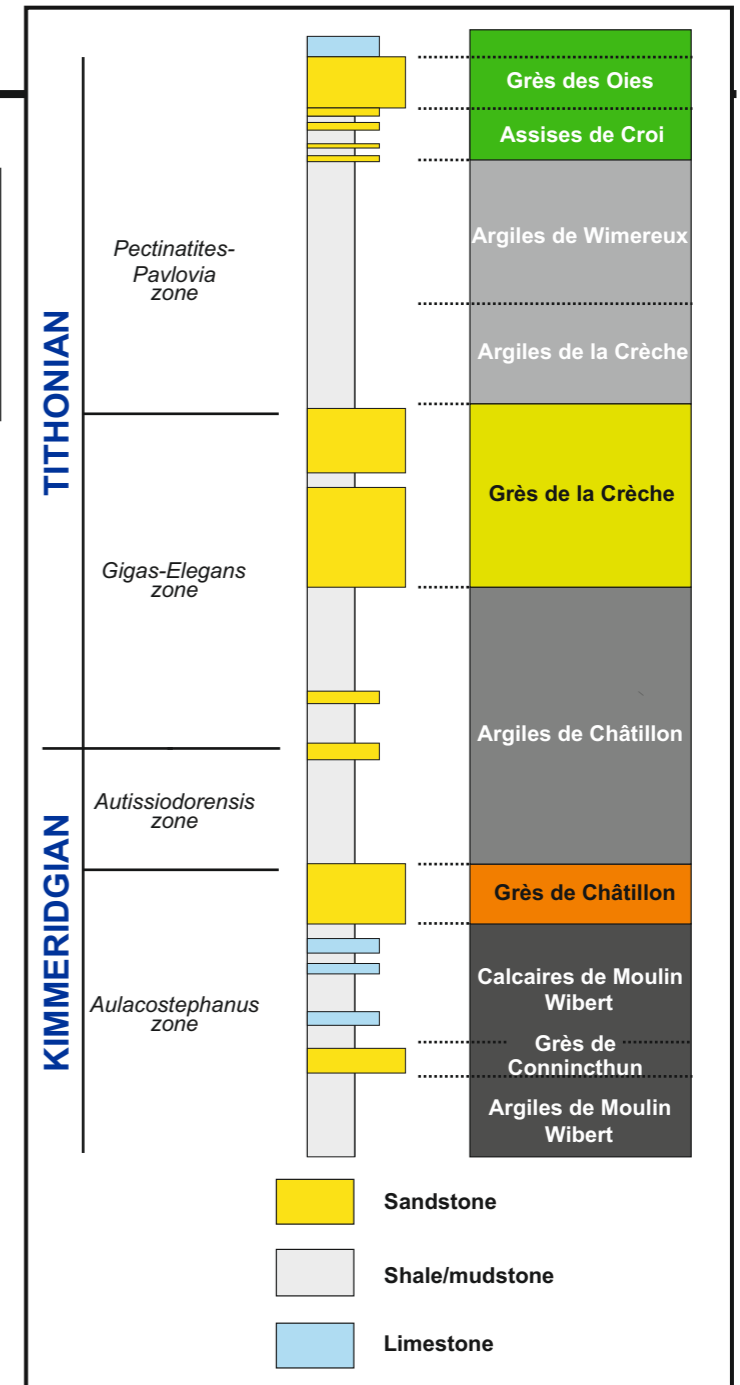 TITHONIAN
Pectinatites-
Pavlovia
zone
Gigas-Elegans
zone
KIMMERIDGIAN
Autissiodorensis
zone
Aulacostephanus
zone
Grès des Oies
Assises de Croi
Argiles de Wimereux
Argiles de la Crèche
Grès de la Crèche
Argiles de Châtillon
Grès de Châtillon
Calcaires de Moulin
Wibert
Grès de
Connincthun
Argiles de Moulin
Wibert
Sandstone
Shale/mudstone
Limestone